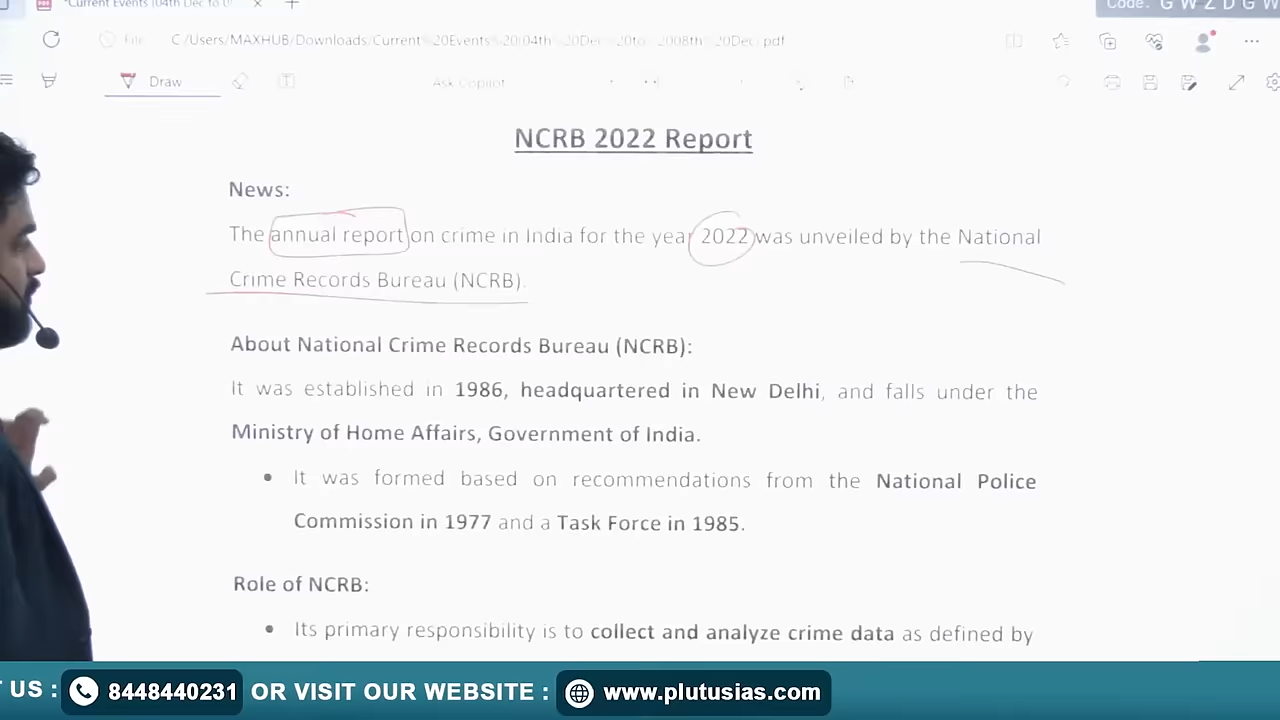 Code: G W Z D G W
File C:/Users/MAXHUB/Downloads/Current%20Events%20(04th%20Dec%20to%2008th%20Dec).pdf
Draw
Ask Copilot
NCRB 2022 Report
News:
The annual report on crime in India for the year 2022 was unveiled by the National
Crime Records Bureau (NCRB).
About National Crime Records Bureau (NCRB):
It was established in 1986, headquartered in New Delhi, and falls under the
Ministry of Home Affairs, Government of India.
• It was formed based on recommendations from the National Police
Commission in 1977 and a Task Force in 1985.
Role of NCRB:
• Its primary responsibility is to collect and analyze crime data as defined by
US : 8448440231 OR VISIT OUR WEBSITE : www.plutusias.com